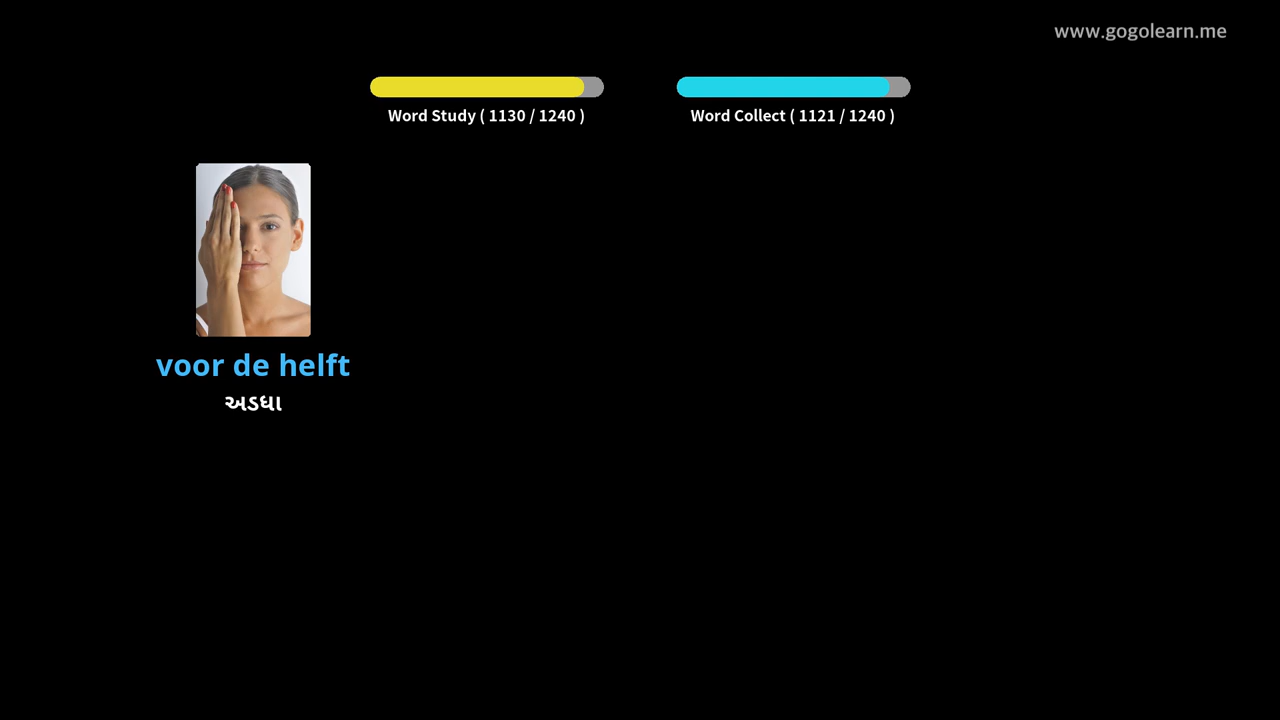 www.gogolearn.me
Word Study ( 1130 / 1240 )
Word Collect ( 1121 / 1240 )
voor de helft
અડધા